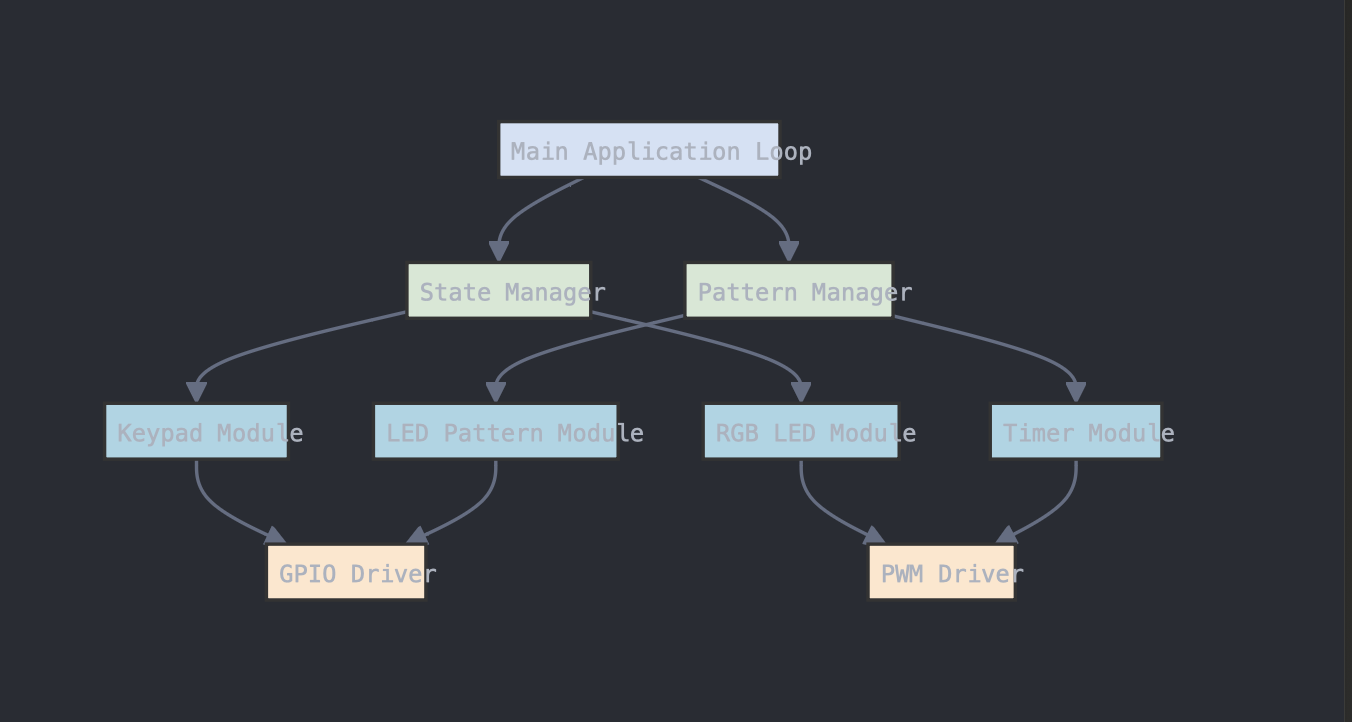 Main Application Loop
State Manager
Pattern Manager
Keypad Module
LED Pattern Module
RGB LED Module
Timer Module
GPIO Driver
PWM Driver